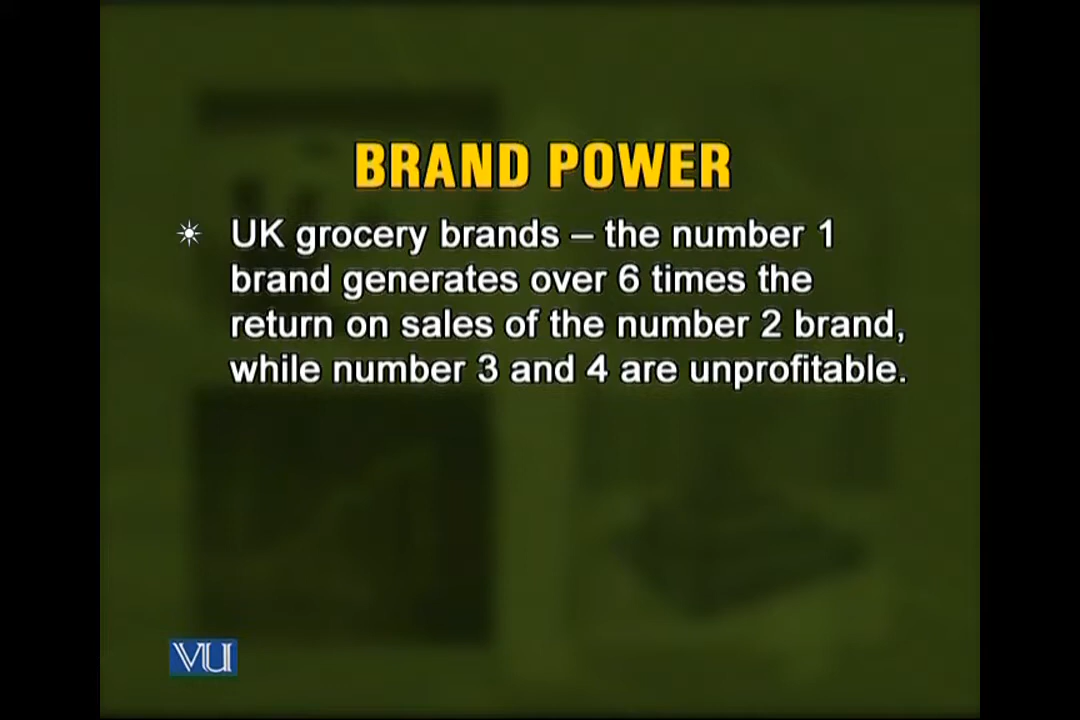 BRAND POWER
UK grocery brands – the number 1
brand generates over 6 times the
return on sales of the number 2 brand,
while number 3 and 4 are unprofitable.
VU